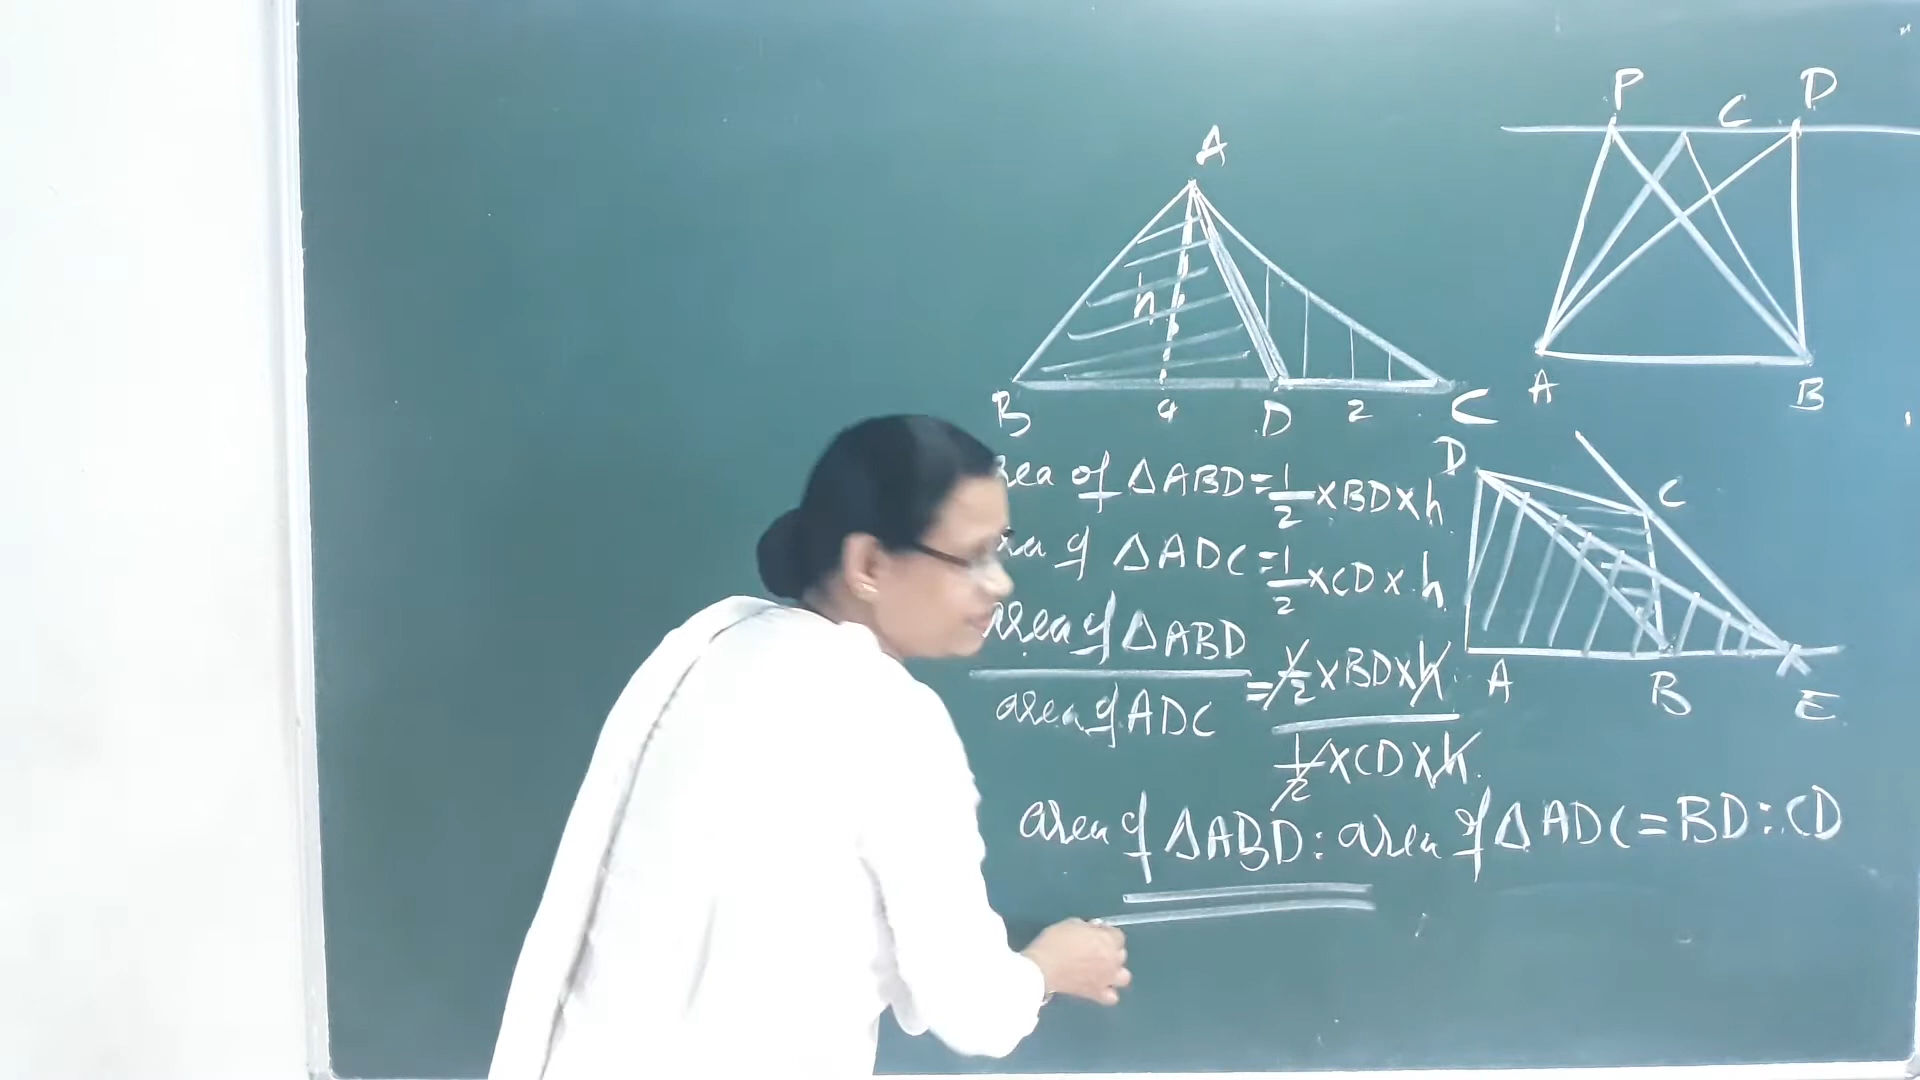 P C D
A
h
B 4 D 2 C
A B
D C
area of ΔABD = 1/2 × BD × h
area of ΔADC = 1/2 × CD × h
area of ΔABD / area of ADC = 1/2 × BD × h / 1/2 × CD × h
A B E
area of ΔABD : area of ΔADC = BD : CD